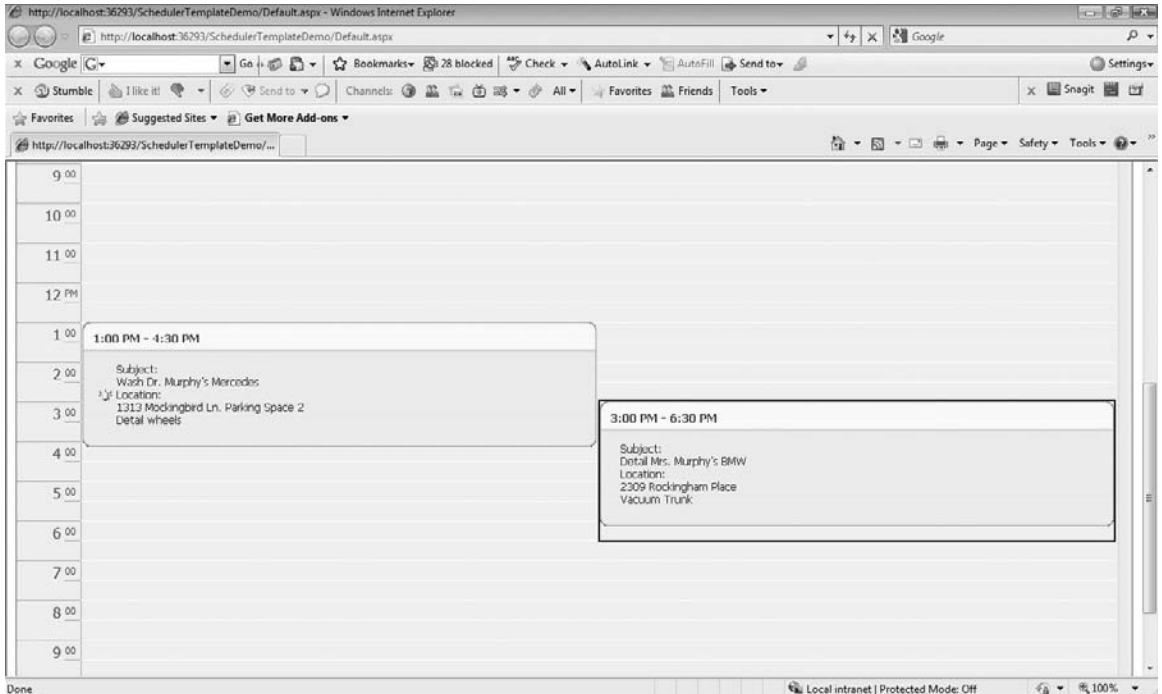 http://localhost:36293/SchedulerTemplateDemo/Default.aspx - Windows Internet Explorer
http://localhost:36293/SchedulerTemplateDemo/Default.aspx
Google
x Google G Go Bookmarks 28 blocked Check AutoLink AutoFill Send to Settings
x Stumble I like it! Send to Channels: All Favorites Friends Tools x Snagit
Favorites Suggested Sites Get More Add-ons
http://localhost:36293/SchedulerTemplateDemo/... Page Safety Tools
9 00
10 00
11 00
12 PM
1 00
1:00 PM - 4:30 PM
2 00
Subject:
Wash Dr. Murphy's Mercedes
Location:
1313 Mockingbird Ln. Parking Space 2
Detail wheels
3 00
3:00 PM - 6:30 PM
4 00
Subject:
Detail Mrs. Murphy's BMW
Location:
2309 Rockingham Place
Vacuum Trunk
5 00
6 00
7 00
8 00
9 00
Done
Local intranet | Protected Mode: Off
100%